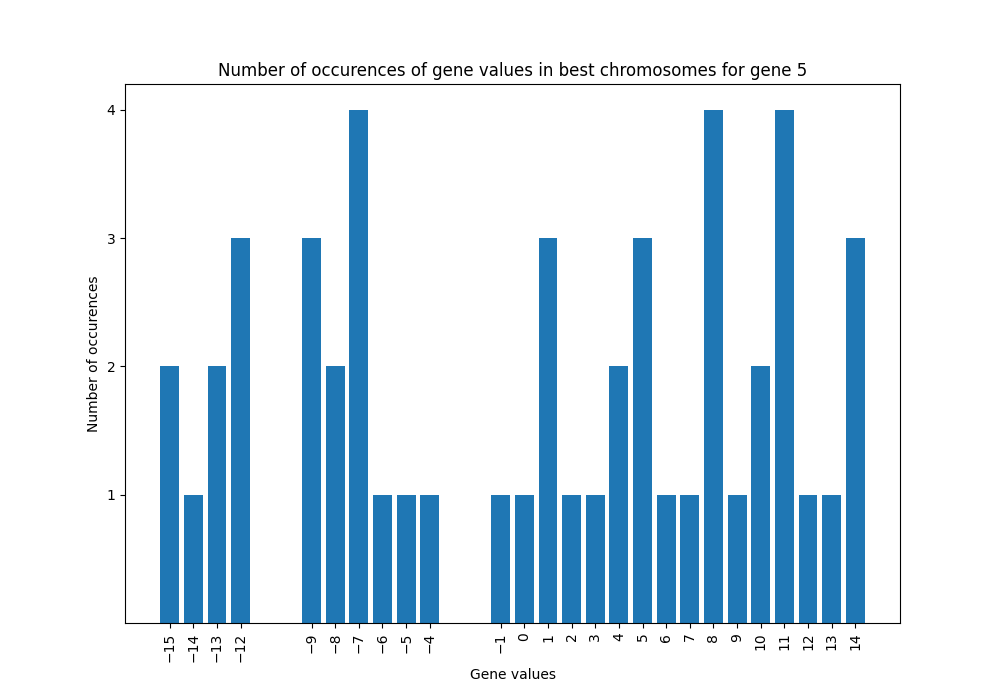 Number of occurences of gene values in best chromosomes for gene 5
Number of occurences
4
3
2
1
−15 −14 −13 −12 −9 −8 −7 −6 −5 −4 −1 0 1 2 3 4 5 6 7 8 9 10 11 12 13 14
Gene values